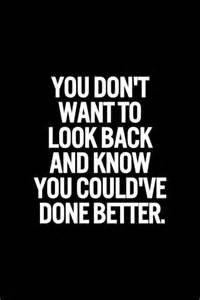 YOU DON'T
WANT TO
LOOK BACK
AND KNOW
YOU COULD'VE
DONE BETTER.